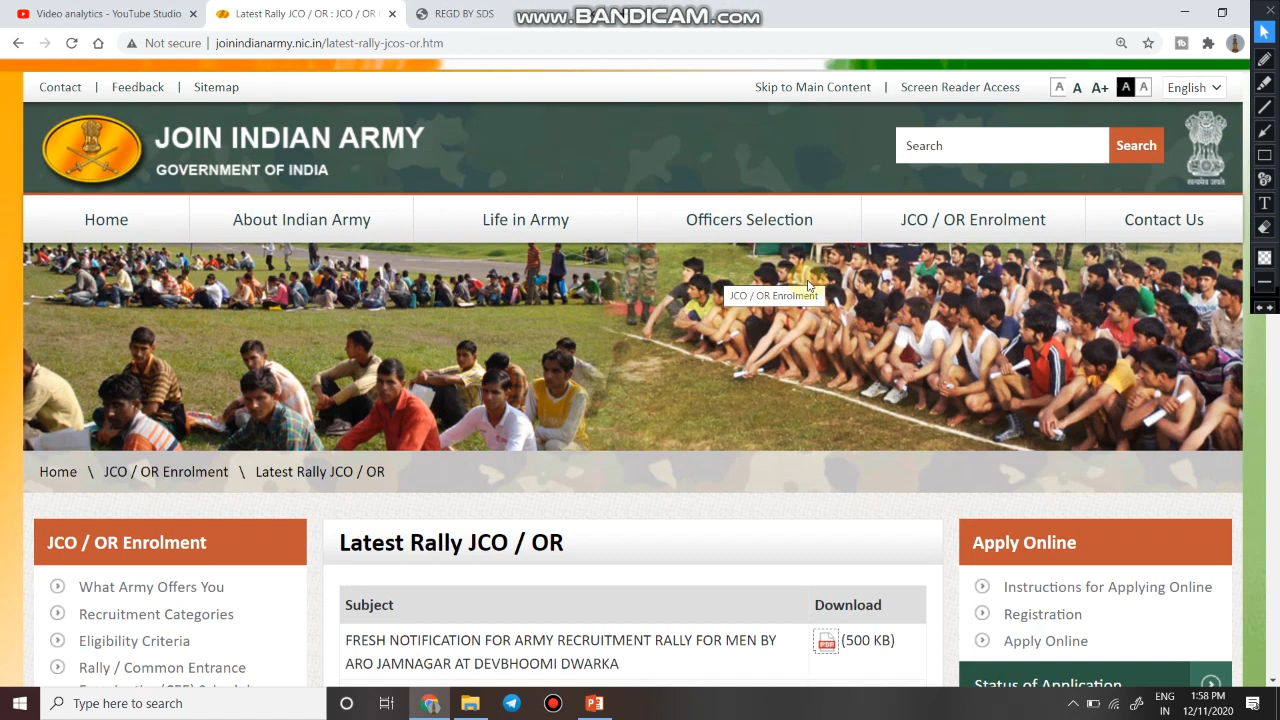 Video analytics - YouTube Studio
Latest Rally JCO / OR : JCO / OR
REGD BY SDS
www.BANDICAM.com
Not secure | joinindianarmy.nic.in/latest-rally-jcos-or.htm
Contact | Feedback | Sitemap
Skip to Main Content | Screen Reader Access
A A A+ A A
English
JOIN INDIAN ARMY
GOVERNMENT OF INDIA
Search
Search
सत्यमेव जयते
Home
About Indian Army
Life in Army
Officers Selection
JCO / OR Enrolment
Contact Us
JCO / OR Enrolment
Home \ JCO / OR Enrolment \ Latest Rally JCO / OR
JCO / OR Enrolment
What Army Offers You
Recruitment Categories
Eligibility Criteria
Rally / Common Entrance
Latest Rally JCO / OR
Subject
Download
FRESH NOTIFICATION FOR ARMY RECRUITMENT RALLY FOR MEN BY
ARO JAMNAGAR AT DEVBHOOMI DWARKA
PDF (500 KB)
Apply Online
Instructions for Applying Online
Registration
Apply Online
Status of Application
Type here to search
ENG
IN
1:58 PM
12/11/2020